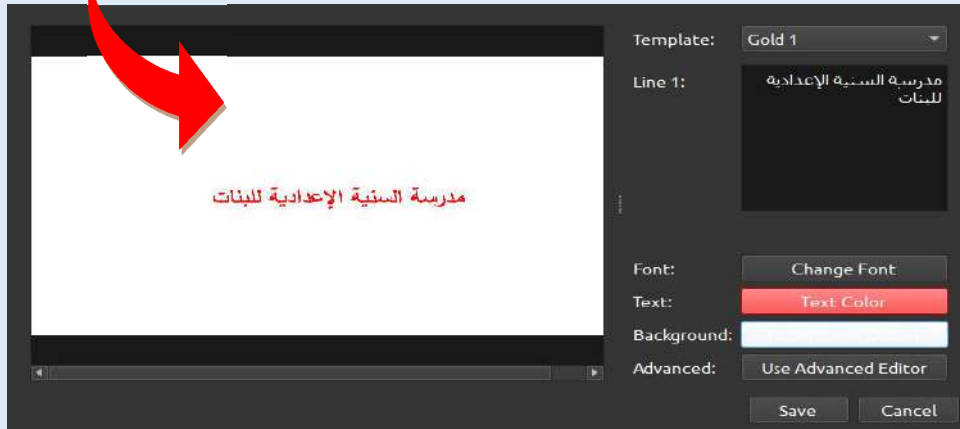 Template: Gold 1
Line 1: مدرسة السنية الإعدادية
للبنات
مدرسة السنية الإعدادية للبنات
Font: Change Font
Text: Text Color
Background:
Advanced: Use Advanced Editor
Save Cancel